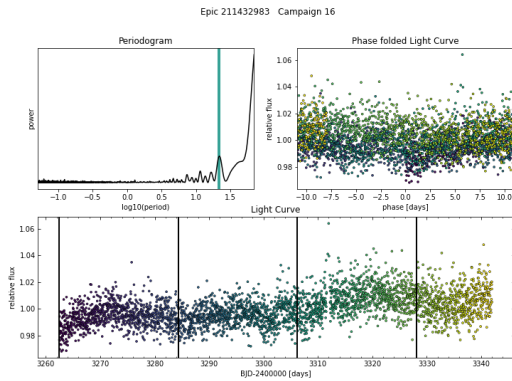 Epic 211432983   Campaign 16
Periodogram
power
−1.0 −0.5 0.0 0.5 1.0 1.5
log10(period)
Phase folded Light Curve
relative flux
1.06
1.04
1.02
1.00
0.98
−10.0 −7.5 −5.0 −2.5 0.0 2.5 5.0 7.5 10.0
phase [days]
Light Curve
relative flux
1.06
1.04
1.02
1.00
0.98
3260 3270 3280 3290 3300 3310 3320 3330 3340
BJD-2400000 [days]